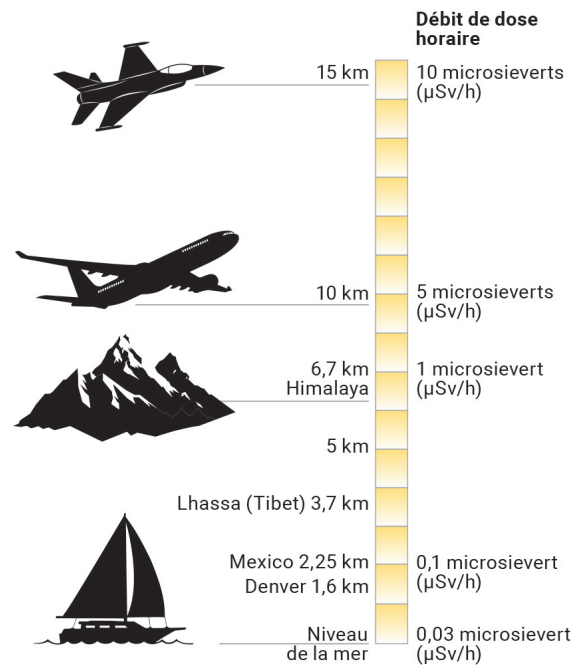 Débit de dose
horaire
15 km
10 microsieverts
(µSv/h)
10 km
5 microsieverts
(µSv/h)
6,7 km
Himalaya
1 microsievert
(µSv/h)
5 km
Lhassa (Tibet) 3,7 km
Mexico 2,25 km
Denver 1,6 km
0,1 microsievert
(µSv/h)
Niveau
de la mer
0,03 microsievert
(µSv/h)